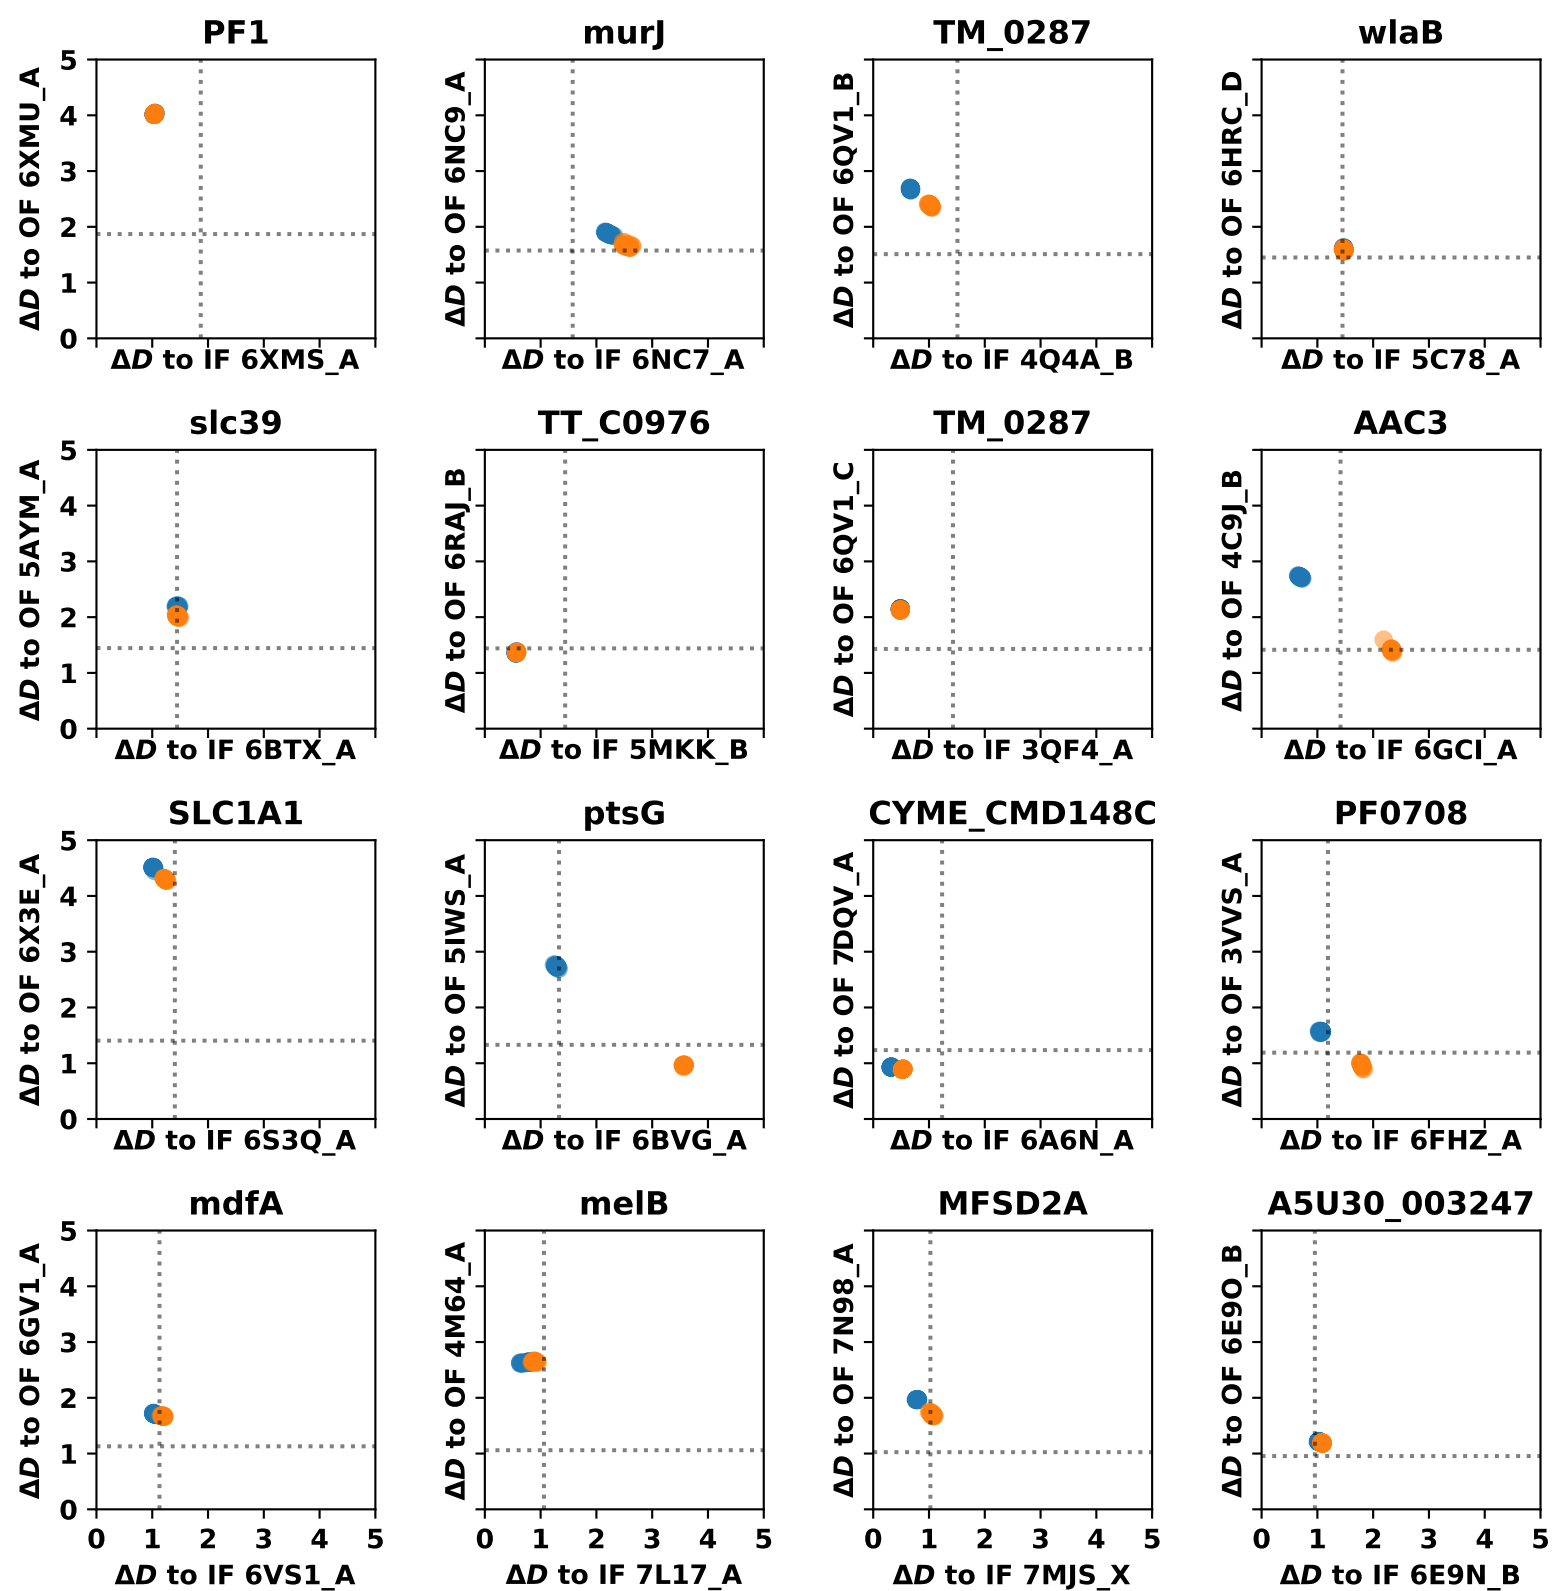 PF1
murJ
TM_0287
wlaB
ΔD to OF 6XMU_A
5
4
3
2
1
0
ΔD to IF 6XMS_A
ΔD to OF 6NC9_A
ΔD to IF 6NC7_A
ΔD to OF 6QV1_B
ΔD to IF 4Q4A_B
ΔD to OF 6HRC_D
ΔD to IF 5C78_A
slc39
TT_C0976
TM_0287
AAC3
ΔD to OF 5AYM_A
5
4
3
2
1
0
ΔD to IF 6BTX_A
ΔD to OF 6RAJ_B
ΔD to IF 5MKK_B
ΔD to OF 6QV1_C
ΔD to IF 3QF4_A
ΔD to OF 4C9J_B
ΔD to IF 6GCI_A
SLC1A1
ptsG
CYME_CMD148C
PF0708
ΔD to OF 6X3E_A
5
4
3
2
1
0
ΔD to IF 6S3Q_A
ΔD to OF 5IWS_A
ΔD to IF 6BVG_A
ΔD to OF 7DQV_A
ΔD to IF 6A6N_A
ΔD to OF 3VVS_A
ΔD to IF 6FHZ_A
mdfA
melB
MFSD2A
A5U30_003247
ΔD to OF 6GV1_A
5
4
3
2
1
0
0 1 2 3 4 5
ΔD to IF 6VS1_A
ΔD to OF 4M64_A
0 1 2 3 4 5
ΔD to IF 7L17_A
ΔD to OF 7N98_A
0 1 2 3 4 5
ΔD to IF 7MJS_X
ΔD to OF 6E9O_B
0 1 2 3 4 5
ΔD to IF 6E9N_B